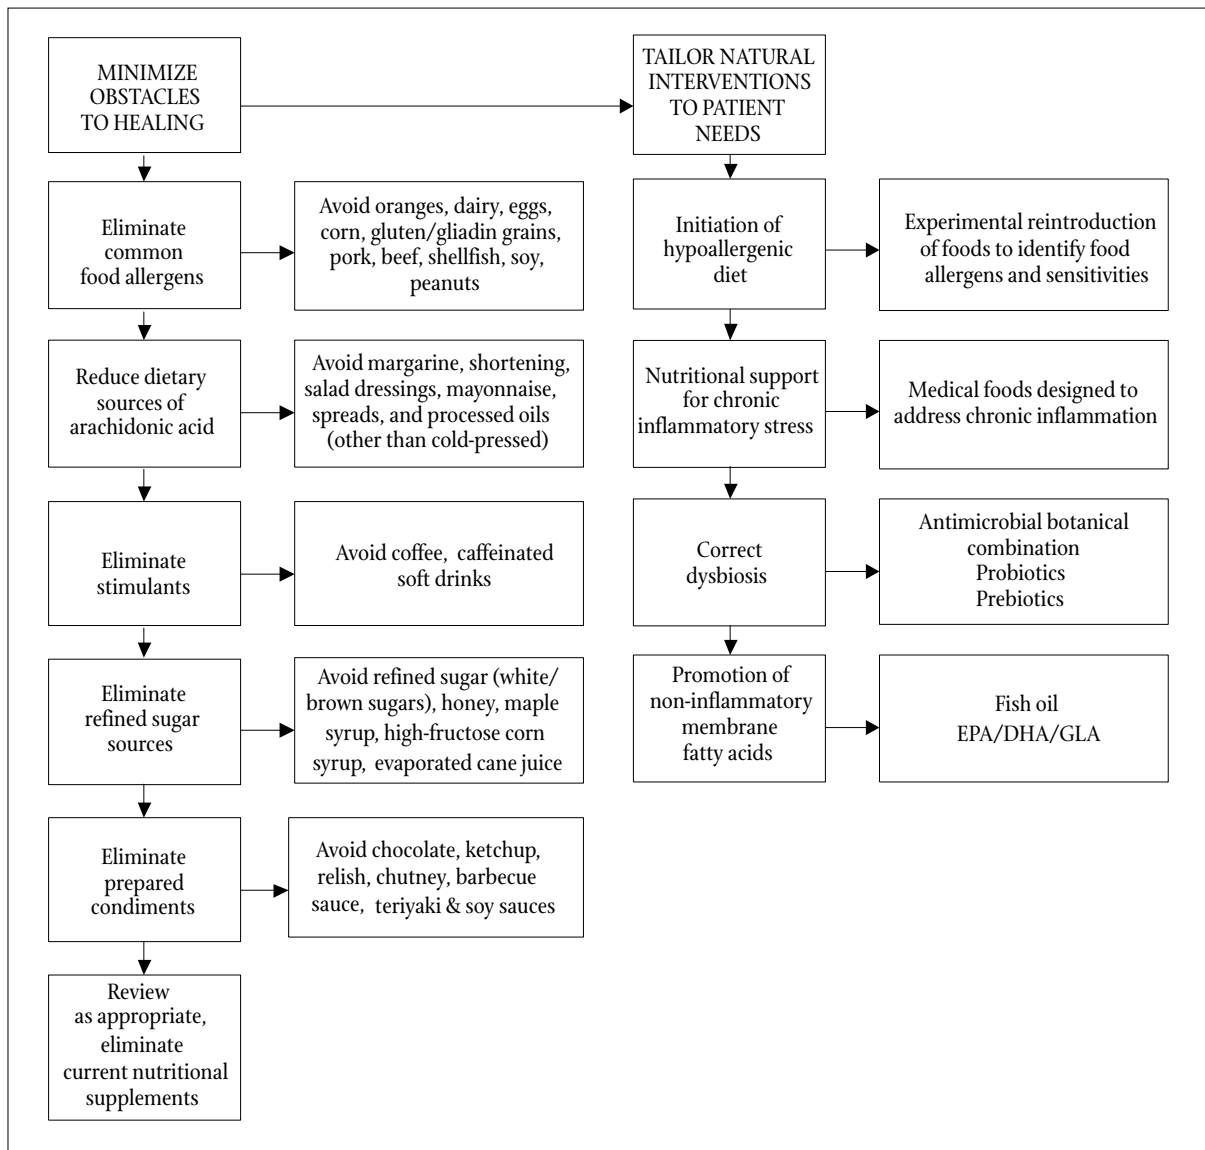 MINIMIZE
OBSTACLES
TO HEALING
Eliminate
common
food allergens
Avoid oranges, dairy, eggs,
corn, gluten/gliadin grains,
pork, beef, shellfish, soy,
peanuts
Reduce dietary
sources of
arachidonic acid
Avoid margarine, shortening,
salad dressings, mayonnaise,
spreads, and processed oils
(other than cold-pressed)
Eliminate
stimulants
Avoid coffee, caffeinated
soft drinks
Eliminate
refined sugar
sources
Avoid refined sugar (white/
brown sugars), honey, maple
syrup, high-fructose corn
syrup, evaporated cane juice
Eliminate
prepared
condiments
Avoid chocolate, ketchup,
relish, chutney, barbecue
sauce, teriyaki & soy sauces
Review
as appropriate,
eliminate
current nutritional
supplements
TAILOR NATURAL
INTERVENTIONS
TO PATIENT
NEEDS
Initiation of
hypoallergenic
diet
Experimental reintroduction
of foods to identify food
allergens and sensitivities
Nutritional support
for chronic
inflammatory stress
Medical foods designed to
address chronic inflammation
Correct
dysbiosis
Antimicrobial botanical
combination
Probiotics
Prebiotics
Promotion of
non-inflammatory
membrane
fatty acids
Fish oil
EPA/DHA/GLA